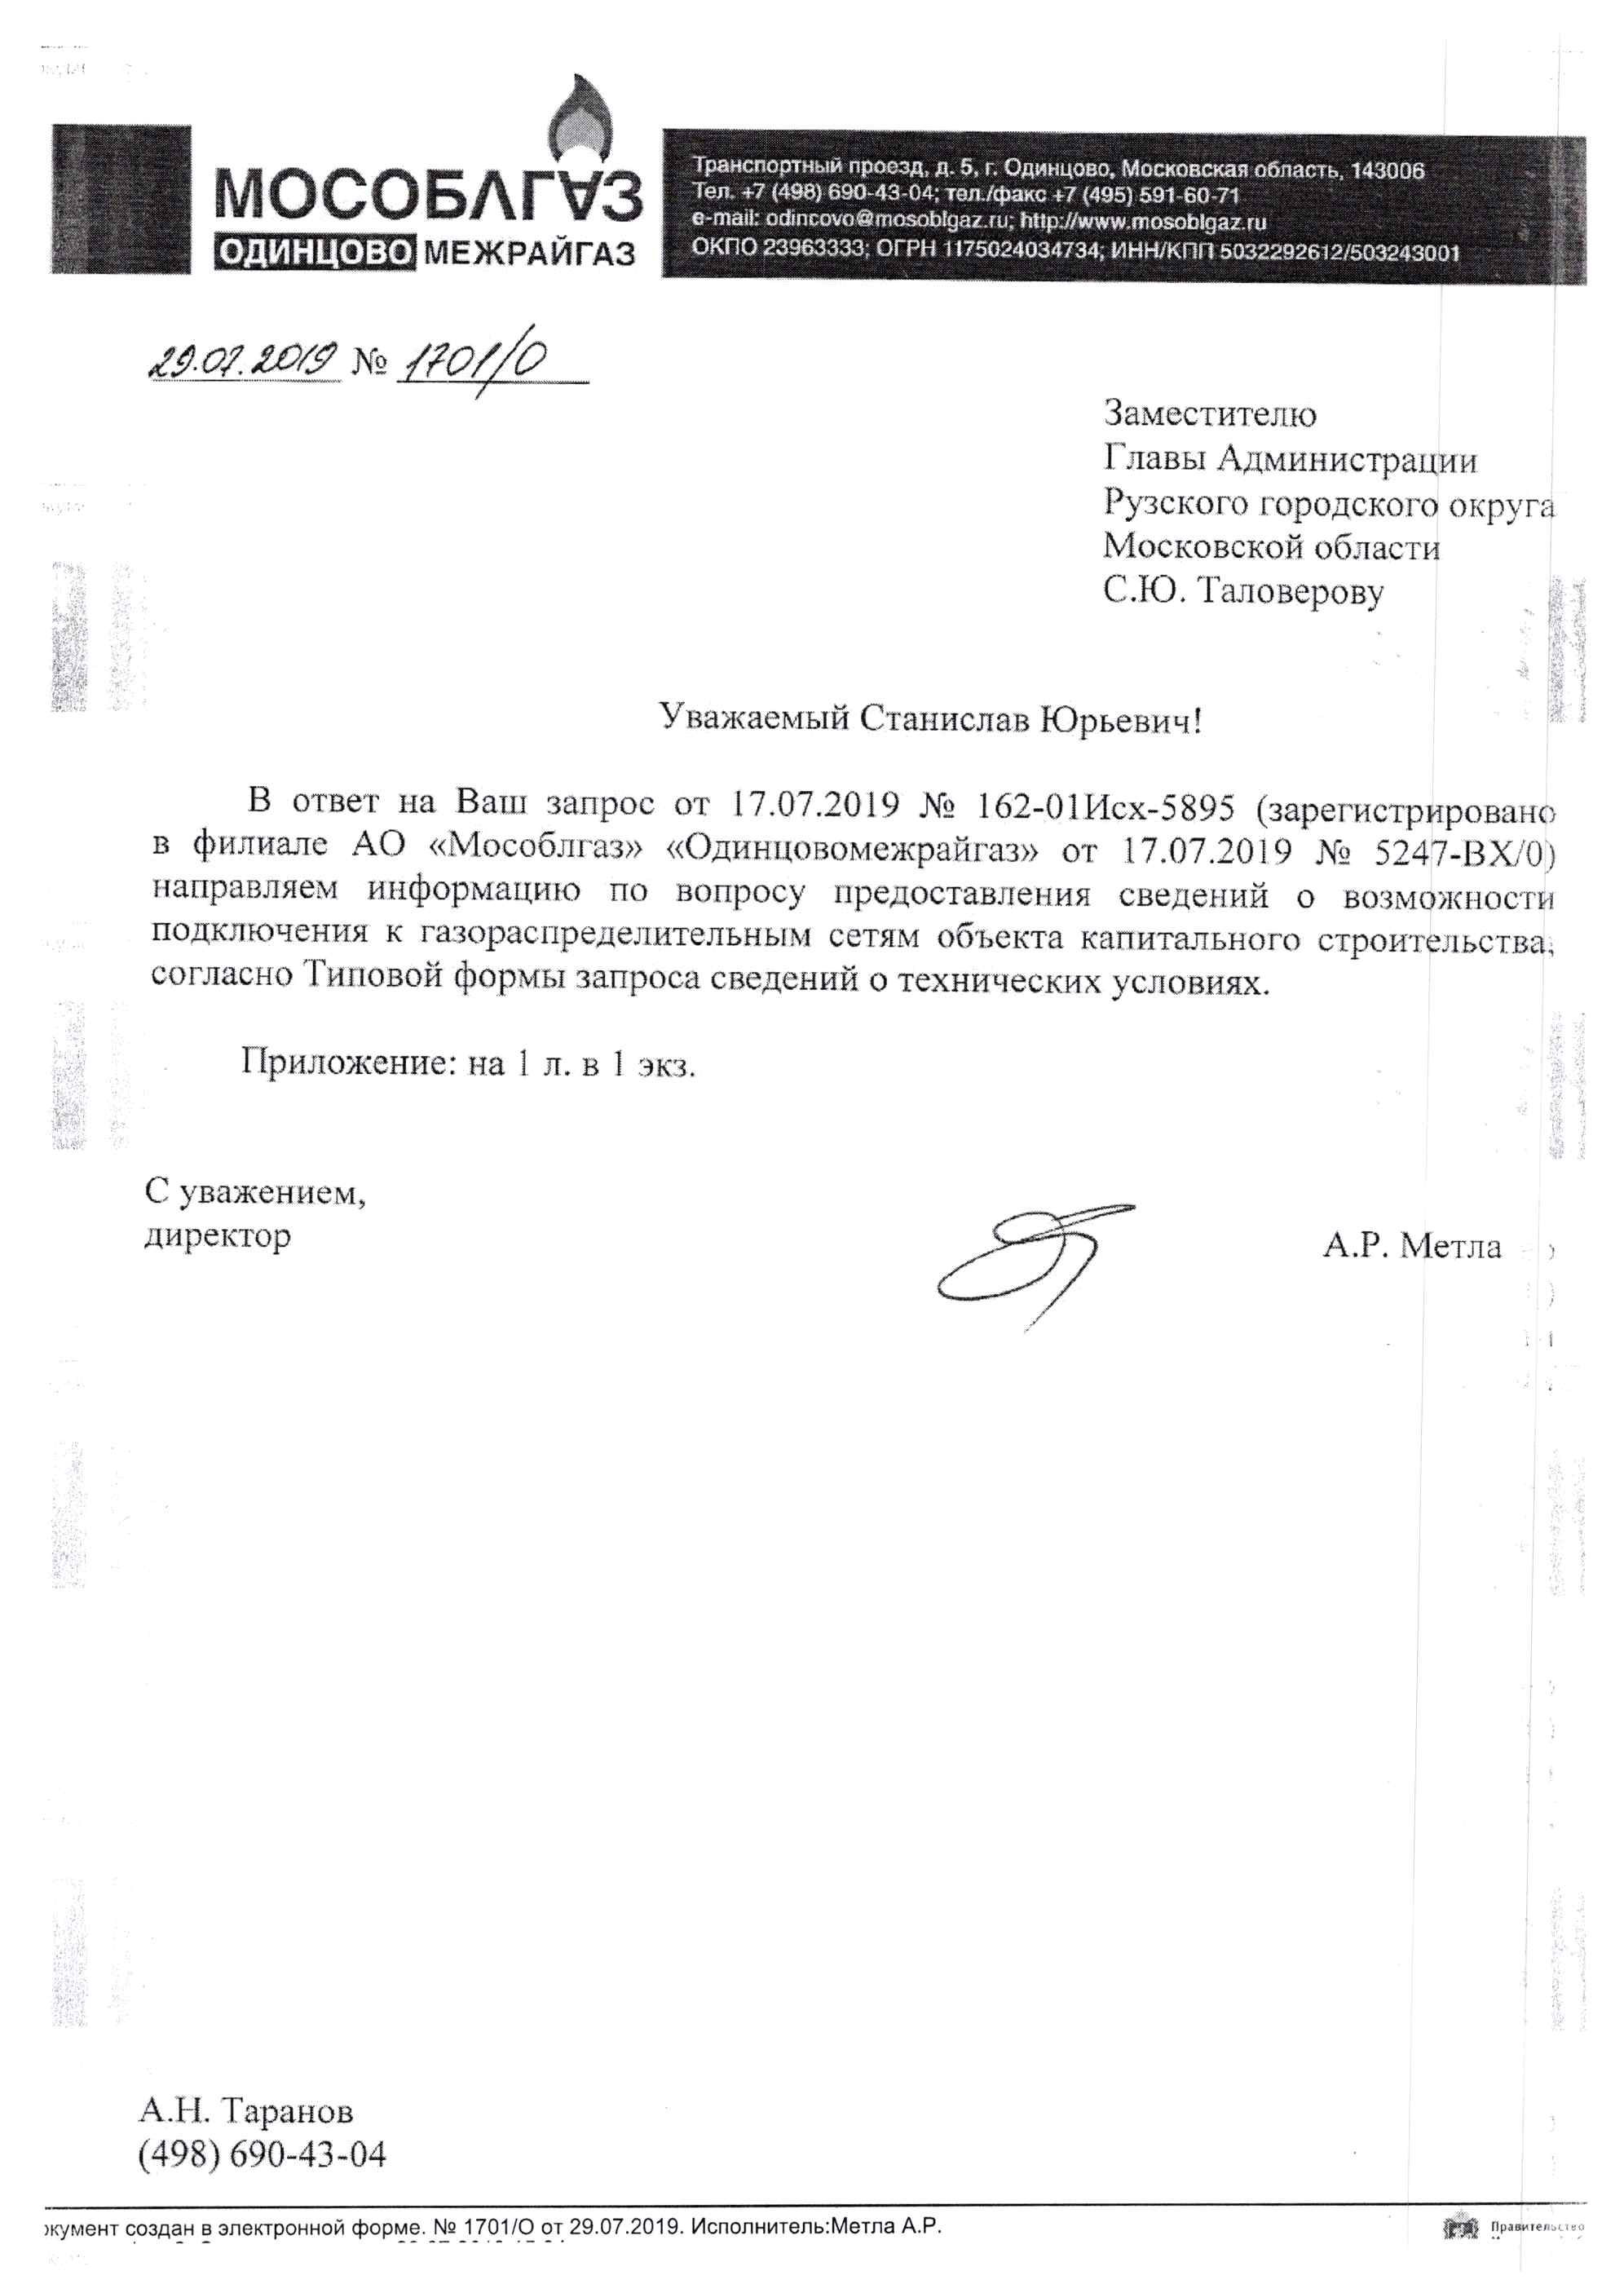 МОСОБЛГАЗ
ОДИНЦОВО МЕЖРАЙГАЗ
Транспортный проезд, д. 5, г. Одинцово, Московская область, 143006
Тел. +7 (498) 690-43-04; тел./факс +7 (495) 591-60-71
e-mail: odincovo@mosoblgaz.ru; http://www.mosoblgaz.ru
ОКПО 23963333; ОГРН 1175024034734; ИНН/КПП 5032292612/503243001
29.07.2019 № 1701/О
Заместителю
Главы Администрации
Рузского городского округа
Московской области
С.Ю. Таловерову
Уважаемый Станислав Юрьевич!
В ответ на Ваш запрос от 17.07.2019 № 162-01Исх-5895 (зарегистрировано
в филиале АО «Мособлгаз» «Одинцовомежрайгаз» от 17.07.2019 № 5247-ВХ/0)
направляем информацию по вопросу предоставления сведений о возможности
подключения к газораспределительным сетям объекта капитального строительства,
согласно Типовой формы запроса сведений о технических условиях.
Приложение: на 1 л. в 1 экз.
С уважением,
директор
А.Р. Метла
А.Н. Таранов
(498) 690-43-04
окумент создан в электронной форме. № 1701/О от 29.07.2019. Исполнитель:Метла А.Р.
Правительство